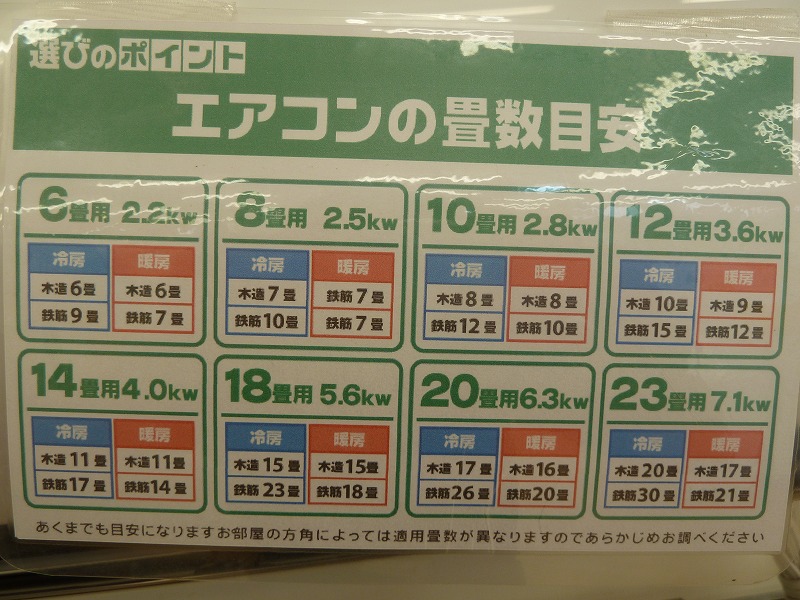 選びのポイント
エアコンの畳数目安
6畳用 2.2kw
冷房 暖房
木造6畳 木造6畳
鉄筋9畳 鉄筋7畳
8畳用 2.5kw
冷房 暖房
木造7畳 鉄筋7畳
鉄筋10畳 鉄筋7畳
10畳用 2.8kw
冷房 暖房
木造8畳 木造8畳
鉄筋12畳 鉄筋10畳
12畳用 3.6kw
冷房 暖房
木造10畳 木造9畳
鉄筋15畳 鉄筋12畳
14畳用 4.0kw
冷房 暖房
木造11畳 木造11畳
鉄筋17畳 鉄筋14畳
18畳用 5.6kw
冷房 暖房
木造15畳 木造15畳
鉄筋23畳 鉄筋18畳
20畳用 6.3kw
冷房 暖房
木造17畳 木造16畳
鉄筋26畳 鉄筋20畳
23畳用 7.1kw
冷房 暖房
木造20畳 木造17畳
鉄筋30畳 鉄筋21畳
あくまでも目安になりますお部屋の方角によっては適用畳数が異なりますのであらかじめお調べください